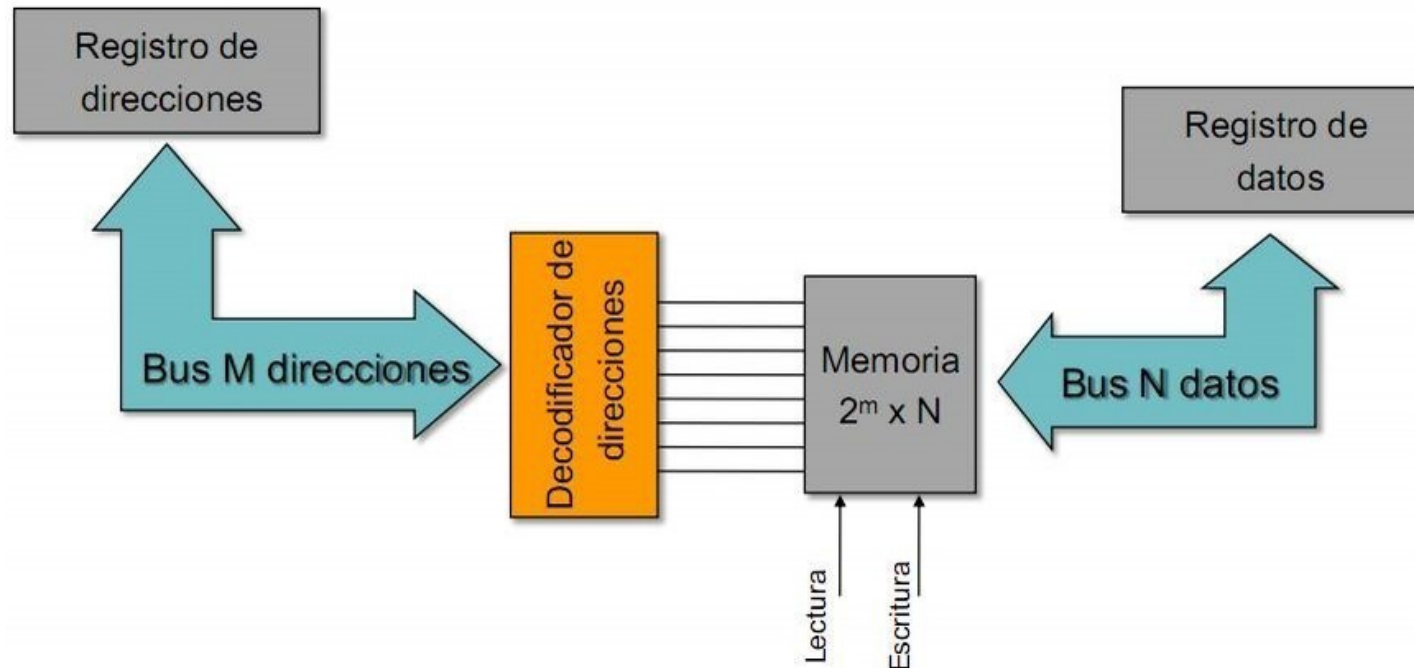 Registro de
direcciones
Registro de
datos
Decodificador de
direcciones
Bus M direcciones
Memoria
2ᵐ x N
Bus N datos
Lectura
Escritura